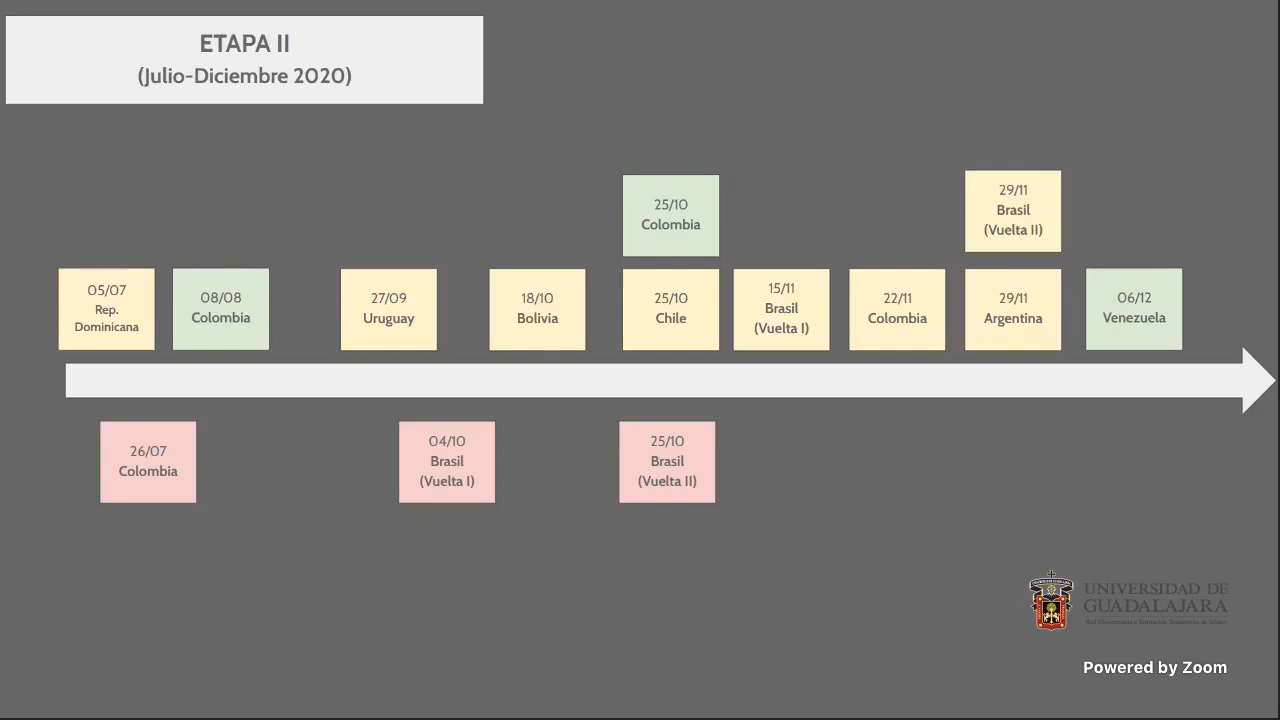 ETAPA II
(Julio-Diciembre 2020)
25/10
Colombia
29/11
Brasil
(Vuelta II)
05/07
Rep.
Dominicana
08/08
Colombia
27/09
Uruguay
18/10
Bolivia
25/10
Chile
15/11
Brasil
(Vuelta I)
22/11
Colombia
29/11
Argentina
06/12
Venezuela
26/07
Colombia
04/10
Brasil
(Vuelta I)
25/10
Brasil
(Vuelta II)
UNIVERSIDAD DE
GUADALAJARA
Powered by Zoom